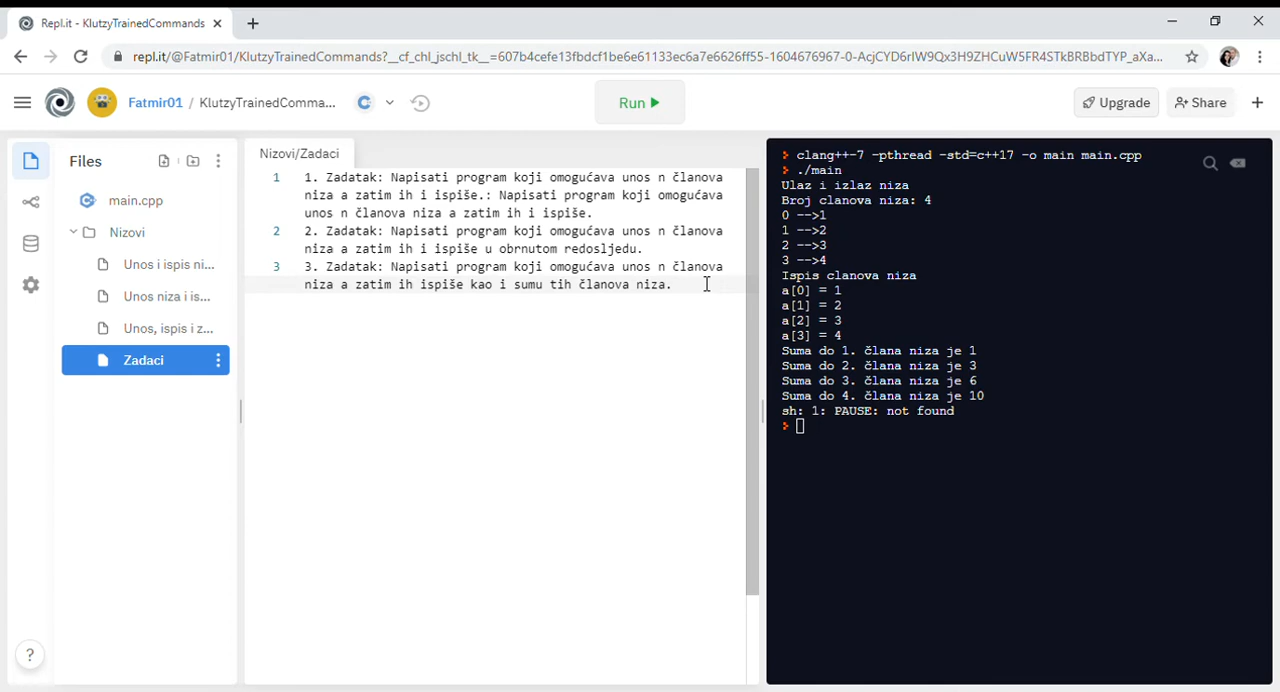 Repl.it - KlutzyTrainedCommands
repl.it/@Fatmir01/KlutzyTrainedCommands?__cf_chl_jschl_tk__=607b4cefe13fbdcf1be6e61133ec6a7e6626ff55-1604676967-0-AcjCYD6rIW9Qx3H9ZHCuW5FR4STkBRBbdTYP_aXa...
Fatmir01 / KlutzyTrainedComma...
Run
Upgrade
Share
Files
main.cpp
Nizovi
Unos i ispis ni...
Unos niza i is...
Unos, ispis i z...
Zadaci
?
Nizovi/Zadaci
1 1. Zadatak: Napisati program koji omogućava unos n članova
niza a zatim ih i ispiše.: Napisati program koji omogućava
unos n članova niza a zatim ih i ispiše.
2 2. Zadatak: Napisati program koji omogućava unos n članova
niza a zatim ih i ispiše u obrnutom redosljedu.
3 3. Zadatak: Napisati program koji omogućava unos n članova
niza a zatim ih ispiše kao i sumu tih članova niza.
clang++-7 -pthread -std=c++17 -o main main.cpp
./main
Ulaz i izlaz niza
Broj clanova niza: 4
0 -->1
1 -->2
2 -->3
3 -->4
Ispis clanova niza
a[0] = 1
a[1] = 2
a[2] = 3
a[3] = 4
Suma do 1. člana niza je 1
Suma do 2. člana niza je 3
Suma do 3. člana niza je 6
Suma do 4. člana niza je 10
sh: 1: PAUSE: not found